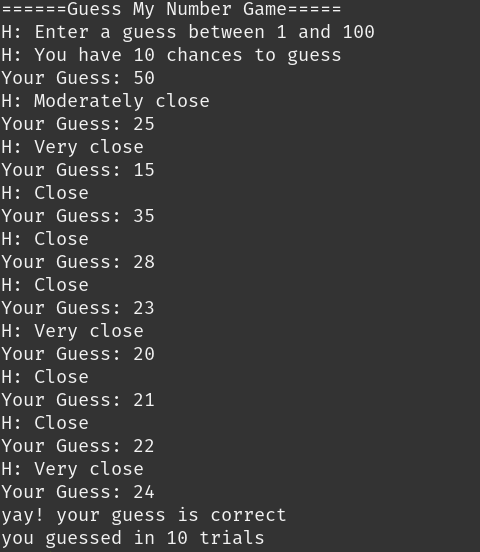 ======Guess My Number Game=====
H: Enter a guess between 1 and 100
H: You have 10 chances to guess
Your Guess: 50
H: Moderately close
Your Guess: 25
H: Very close
Your Guess: 15
H: Close
Your Guess: 35
H: Close
Your Guess: 28
H: Close
Your Guess: 23
H: Very close
Your Guess: 20
H: Close
Your Guess: 21
H: Close
Your Guess: 22
H: Very close
Your Guess: 24
yay! your guess is correct
you guessed in 10 trials